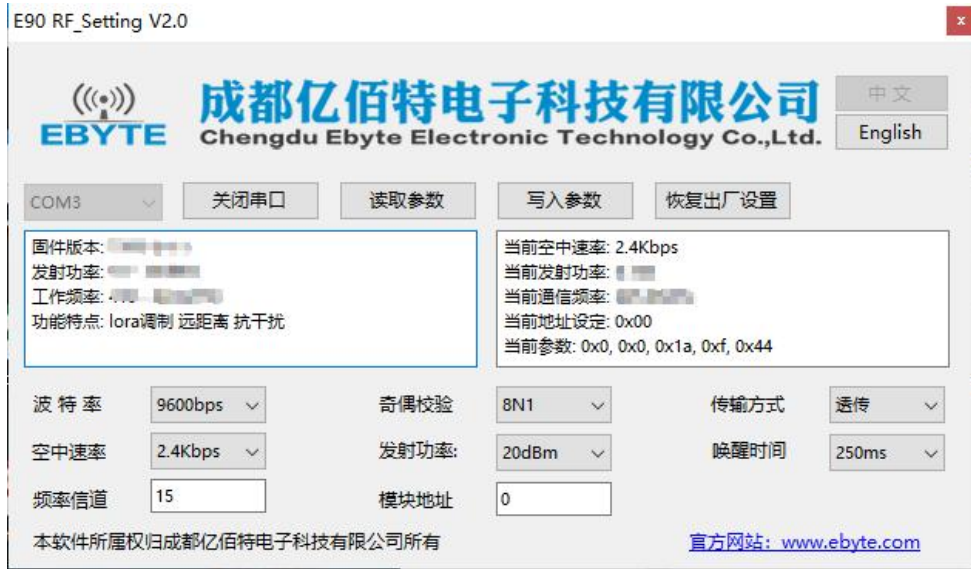 E90 RF_Setting V2.0
x
((( ))) 成都亿佰特电子科技有限公司
EBYTE Chengdu Ebyte Electronic Technology Co.,Ltd.
中文
English
COM3 关闭串口 读取参数 写入参数 恢复出厂设置
固件版本:
发射功率:
工作频率:
功能特点: lora调制 远距离 抗干扰
当前空中速率: 2.4Kbps
当前发射功率:
当前通信频率:
当前地址设定: 0x00
当前参数: 0x0, 0x0, 0x1a, 0xf, 0x44
波特率 9600bps 奇偶校验 8N1 传输方式 透传
空中速率 2.4Kbps 发射功率: 20dBm 唤醒时间 250ms
频率信道 15 模块地址 0
本软件所属权归成都亿佰特电子科技有限公司所有 官方网站：www.ebyte.com